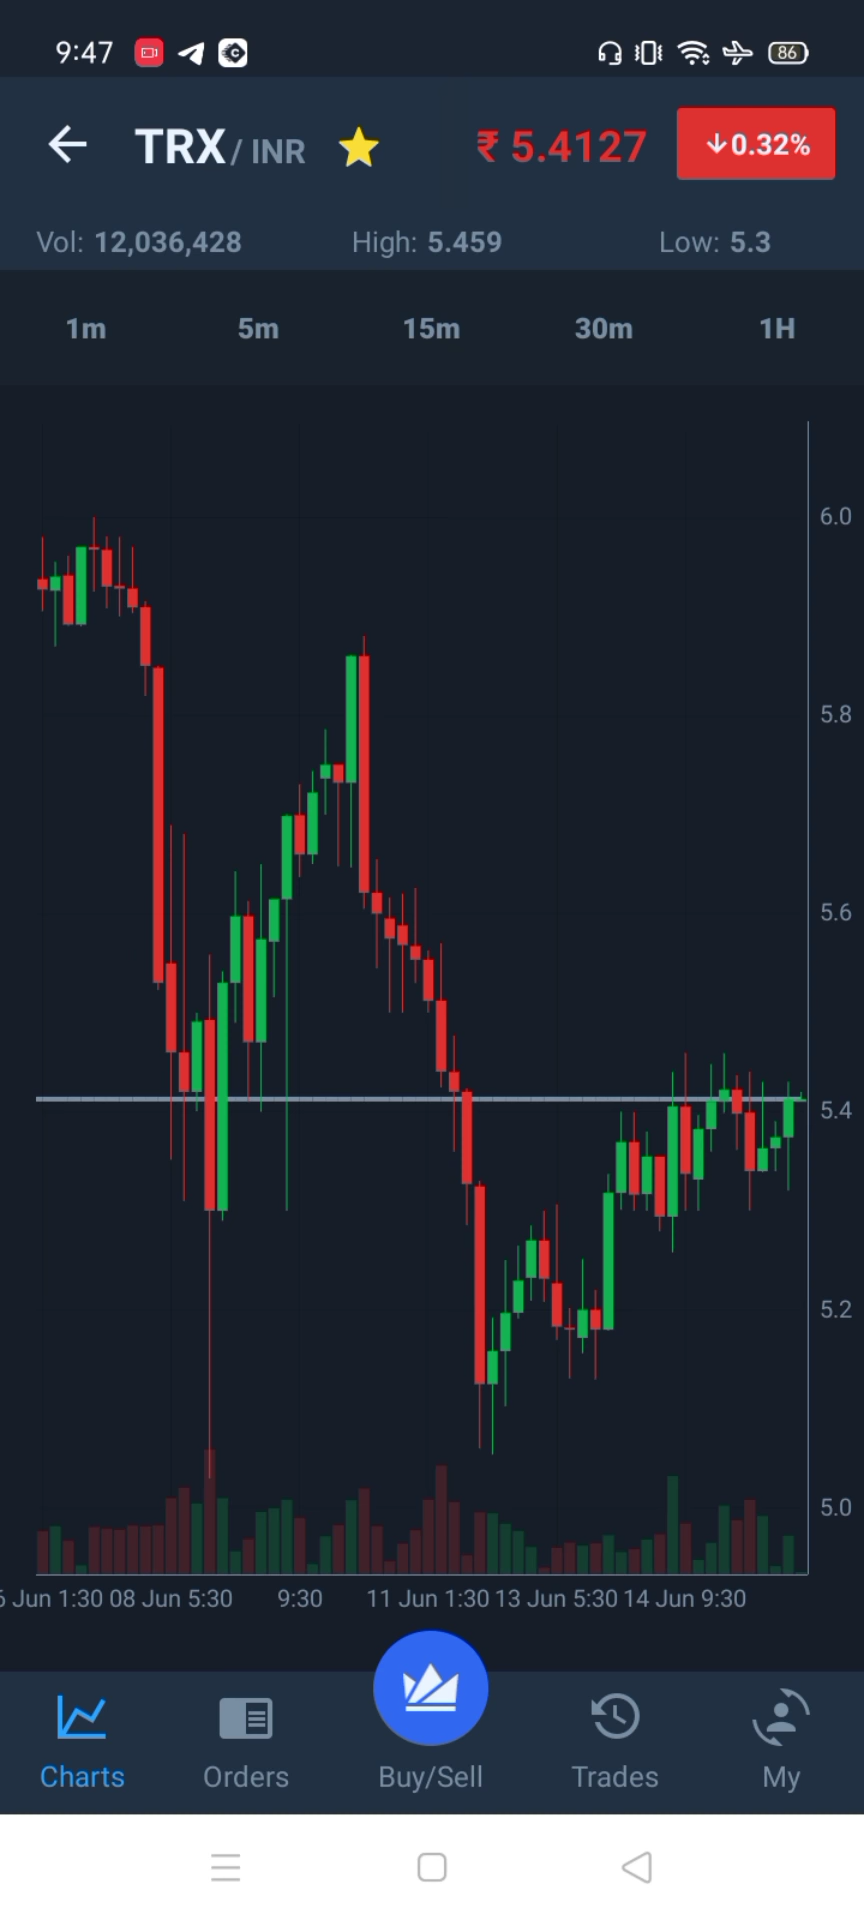 9:47 86
TRX / INR ₹ 5.4127 ↓0.32%
Vol: 12,036,428 High: 5.459 Low: 5.3
1m 5m 15m 30m 1H
6.0
5.8
5.6
5.4
5.2
5.0
6 Jun 1:30 08 Jun 5:30 9:30 11 Jun 1:30 13 Jun 5:30 14 Jun 9:30
Charts Orders Buy/Sell Trades My